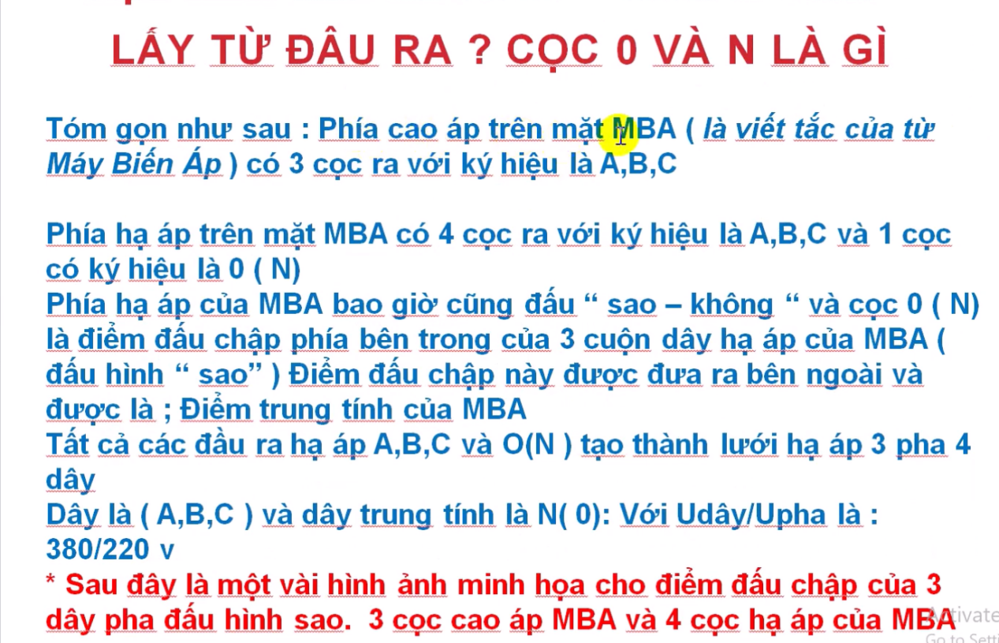 LẤY TỪ ĐÂU RA ? CỌC 0 VÀ N LÀ GÌ
Tóm gọn như sau : Phía cao áp trên mặt MBA ( là viết tắc của từ
Máy Biến Áp ) có 3 cọc ra với ký hiệu là A,B,C
Phía hạ áp trên mặt MBA có 4 cọc ra với ký hiệu là A,B,C và 1 cọc
có ký hiệu là 0 ( N)
Phía hạ áp của MBA bao giờ cũng đấu “ sao – không “ và cọc 0 ( N)
là điểm đấu chập phía bên trong của 3 cuộn dây hạ áp của MBA (
đấu hình “ sao” ) Điểm đấu chập này được đưa ra bên ngoài và
được là ; Điểm trung tính của MBA
Tất cả các đầu ra hạ áp A,B,C và O(N ) tạo thành lưới hạ áp 3 pha 4
dây
Dây là ( A,B,C ) và dây trung tính là N( 0): Với Udây/Upha là :
380/220 v
* Sau đây là một vài hình ảnh minh họa cho điểm đấu chập của 3
dây pha đấu hình sao. 3 cọc cao áp MBA và 4 cọc hạ áp của MBA